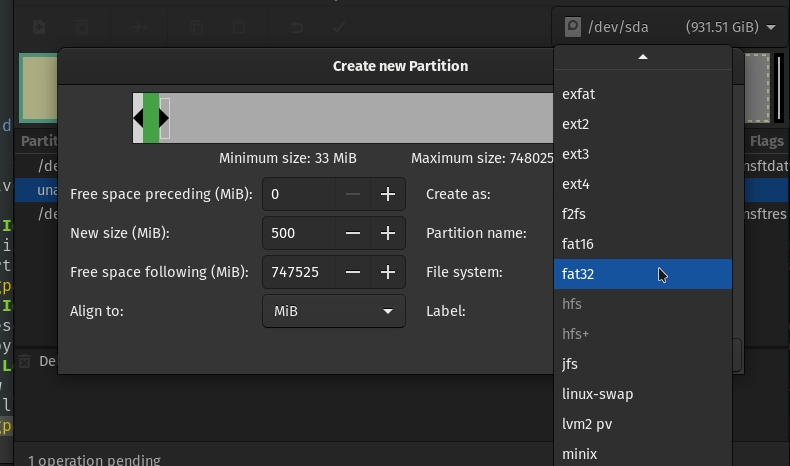 /dev/sda (931.51 GiB)
Create new Partition
Minimum size: 33 MiB Maximum size: 748025
Free space preceding (MiB): 0 Create as:
New size (MiB): 500 Partition name:
Free space following (MiB): 747525 File system:
Align to: MiB Label:
exfat
ext2
ext3
ext4
f2fs
fat16
fat32
hfs
hfs+
jfs
linux-swap
lvm2 pv
minix
Partit
Flags
/de
msftdat
una
/de
msftres
De
1 operation pending